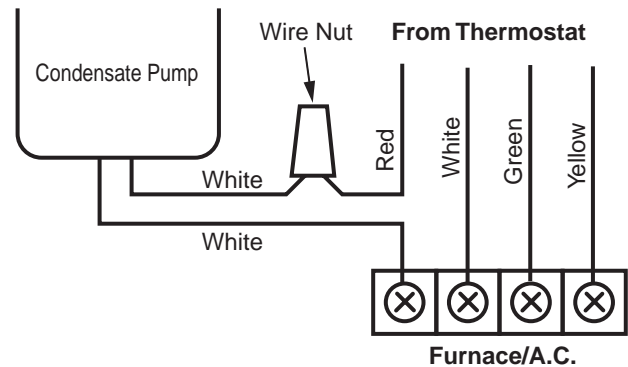 Wire Nut
From Thermostat
Condensate Pump
Red
White
Green
Yellow
White
White
Furnace/A.C.